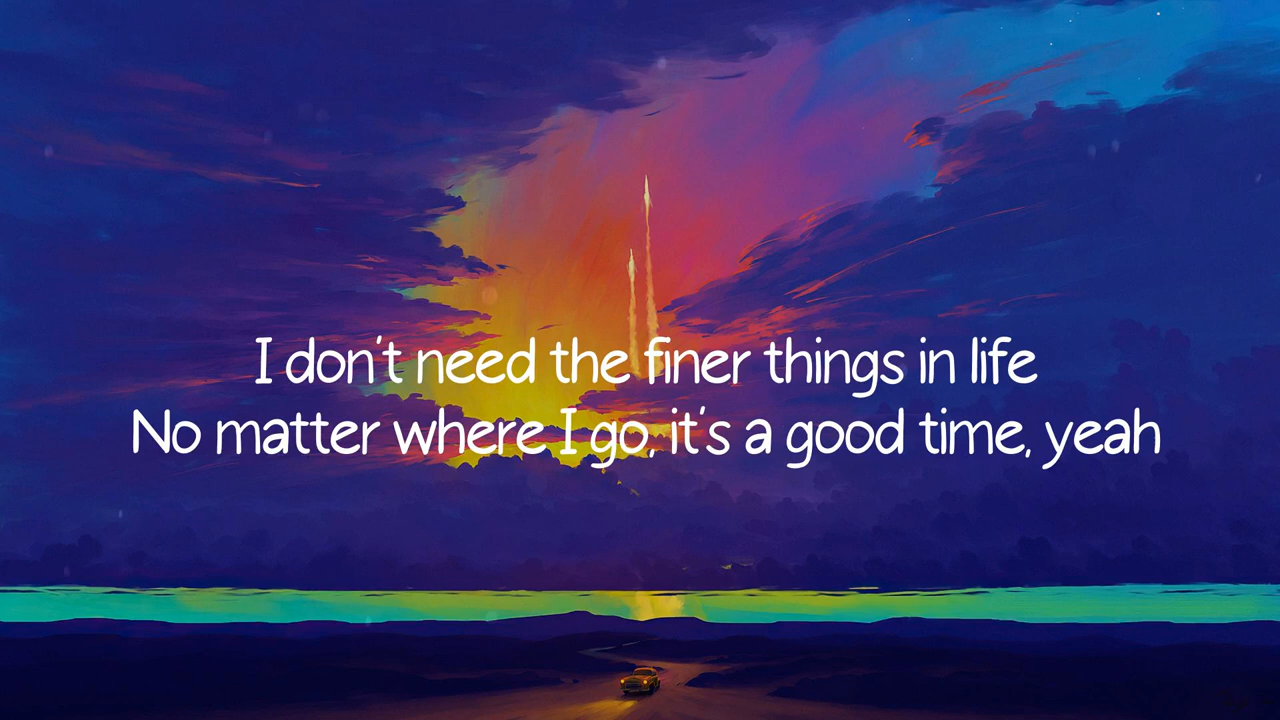 I don't need the finer things in life
No matter where I go, it's a good time, yeah